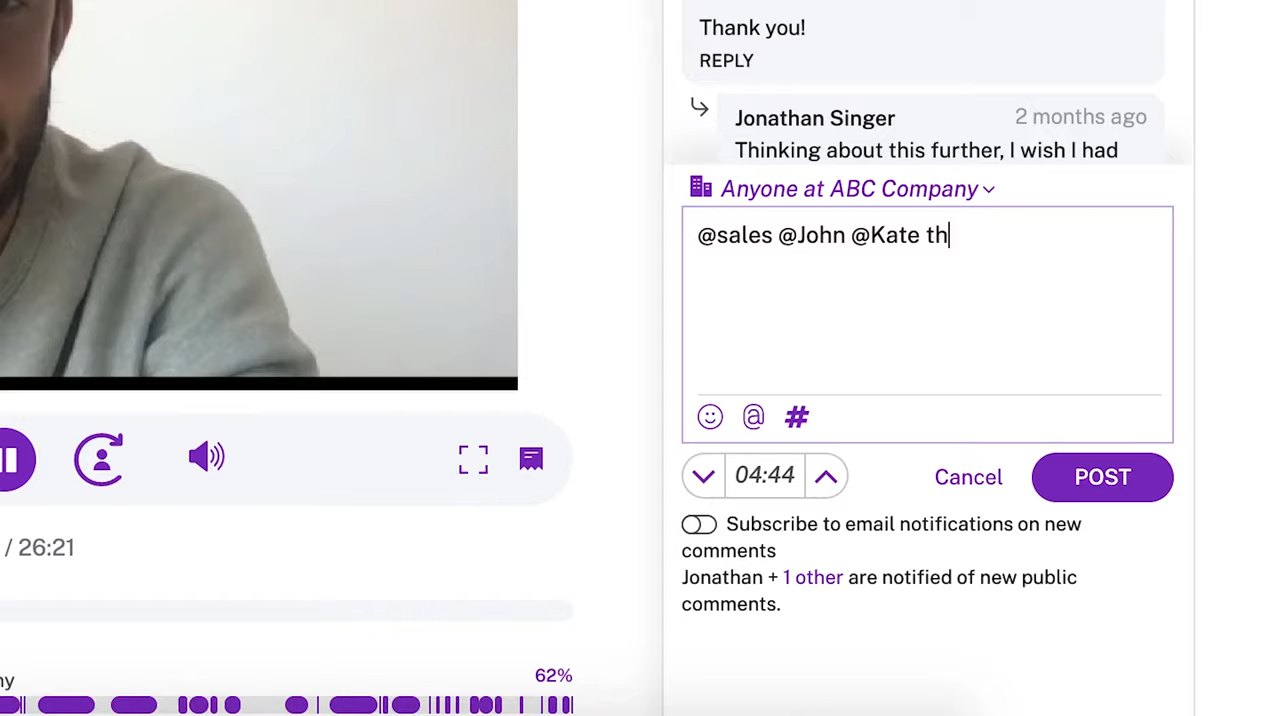 Thank you!
REPLY
Jonathan Singer 2 months ago
Thinking about this further, I wish I had
Anyone at ABC Company
@sales @John @Kate th
@ #
04:44 Cancel POST
Subscribe to email notifications on new
comments
Jonathan + 1 other are notified of new public
comments.
/ 26:21
62%
ny